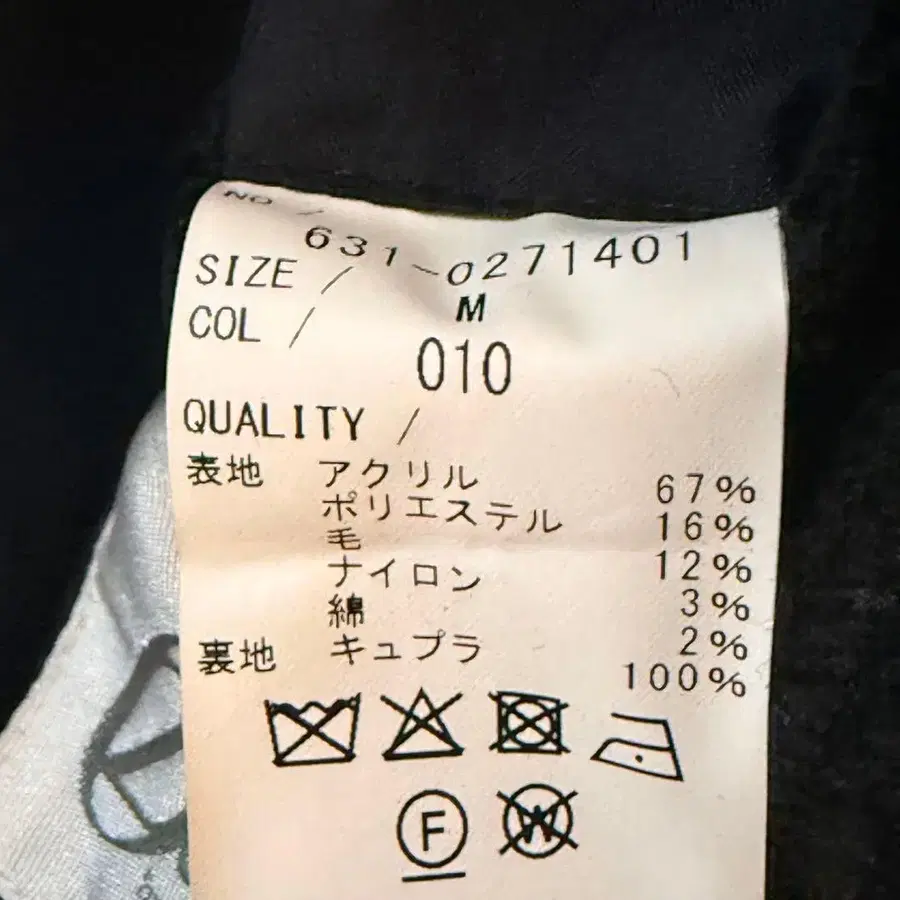 NO /
631-0271401
SIZE /
M
COL /
010
QUALITY /
表地 アクリル 67%
ポリエステル 16%
毛 12%
ナイロン 3%
綿 2%
裏地 キュプラ 100%
F
W